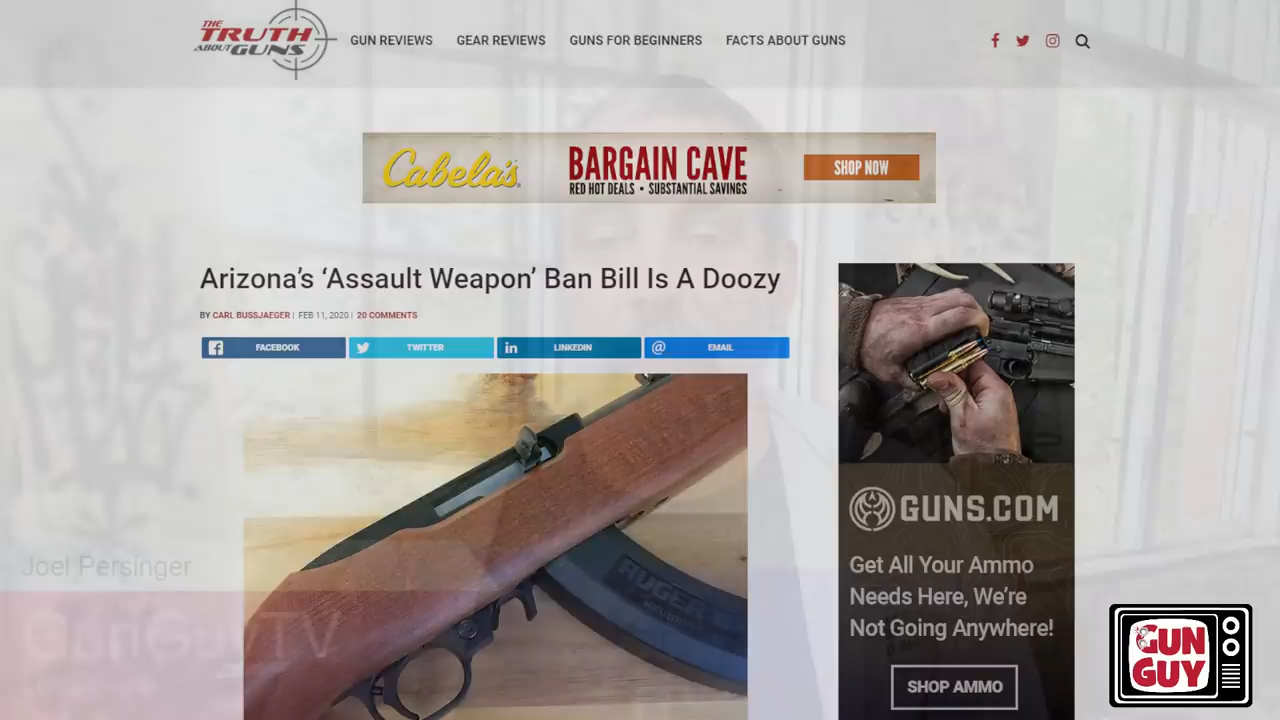 THE
TRUTH
ABOUT GUNS
GUN REVIEWS GEAR REVIEWS GUNS FOR BEGINNERS FACTS ABOUT GUNS
Cabela's
BARGAIN CAVE
RED HOT DEALS • SUBSTANTIAL SAVINGS
SHOP NOW
Arizona's ‘Assault Weapon’ Ban Bill Is A Doozy
BY CARL BUSSJAEGER | FEB 11, 2020 | 20 COMMENTS
FACEBOOK TWITTER LINKEDIN EMAIL
RUGER
GUNS.COM
Get All Your Ammo
Needs Here, We're
Not Going Anywhere!
SHOP AMMO
Joel Persinger
GunGuyTV
GUN
GUY